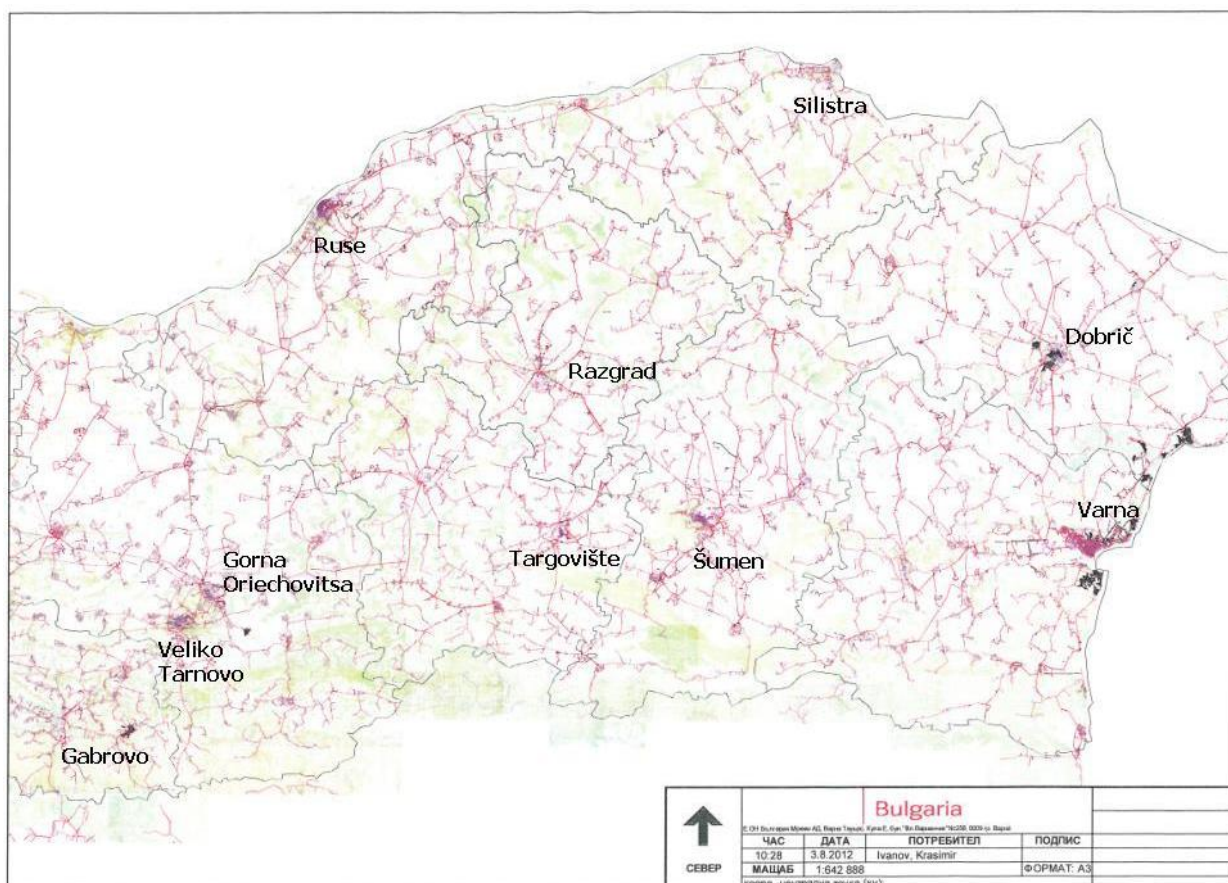 Silistra
Ruse
Dobrič
Razgrad
Varna
Gorna
Oriechovitsa
Targovište
Šumen
Veliko
Tarnovo
Gabrovo
Bulgaria
ЧАС ДАТА ПОТРЕБИТЕЛ ПОДПИС
10:28 3.8.2012 Ivanov, Krasimir
СЕВЕР МАЩАБ 1:642 888 ФОРМАТ: A3